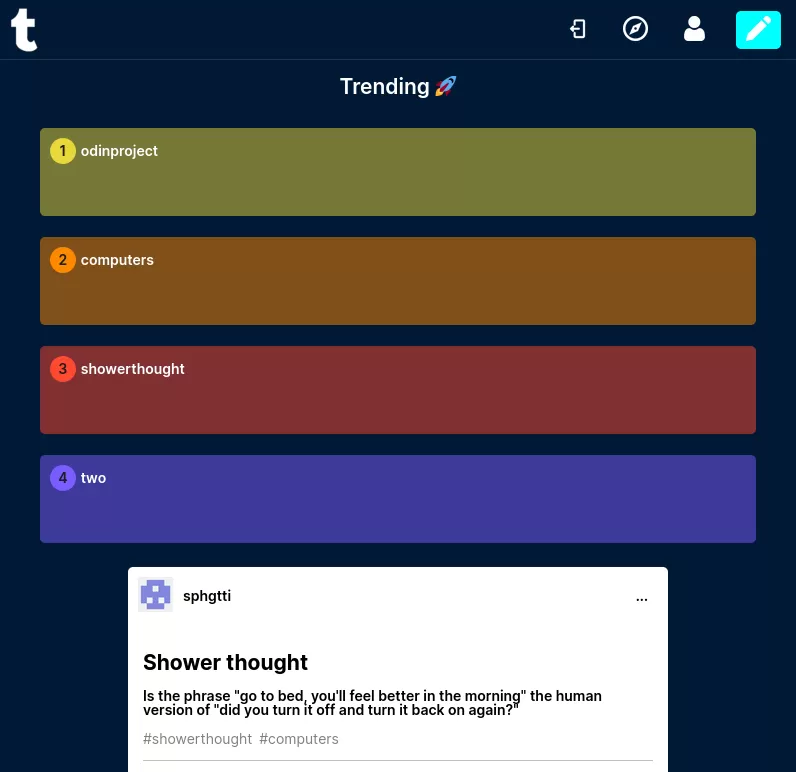 t
Trending 🚀
1 odinproject
2 computers
3 showerthought
4 two
sphgtti
...
Shower thought
Is the phrase "go to bed, you'll feel better in the morning" the human
version of "did you turn it off and turn it back on again?"
#showerthought #computers